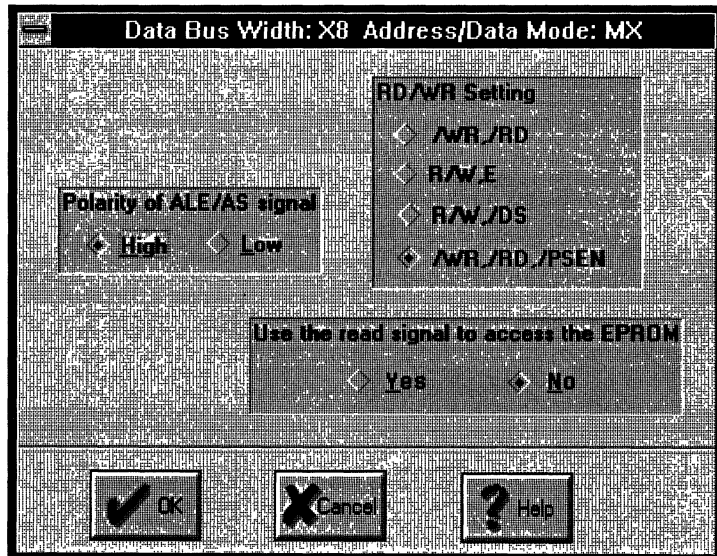 Data Bus Width: X8 Address/Data Mode: MX
RD/WR Setting
/WR,/RD
R/W,E
R/W,/DS
/WR,/RD,/PSEN
Polarity of ALE/AS signal
High
Low
Use the read signal to access the EPROM
Yes
No
OK
Cancel
Help